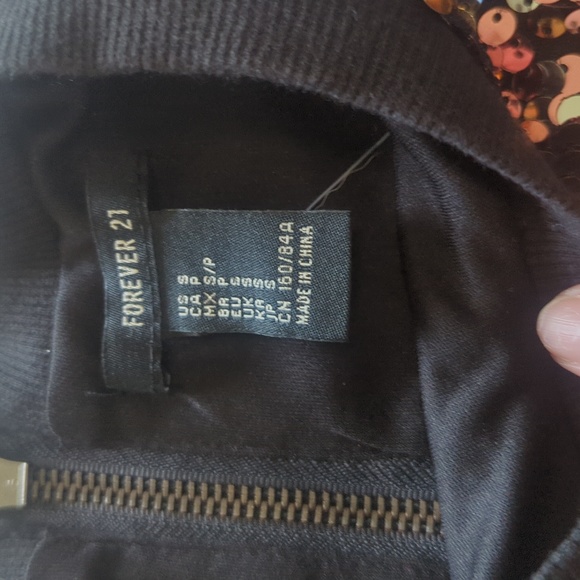 FOREVER 21
US S
CA P
MX S/P
BR P
EU S
UK S
KR S
JP S
CN 160/84A
MADE IN CHINA